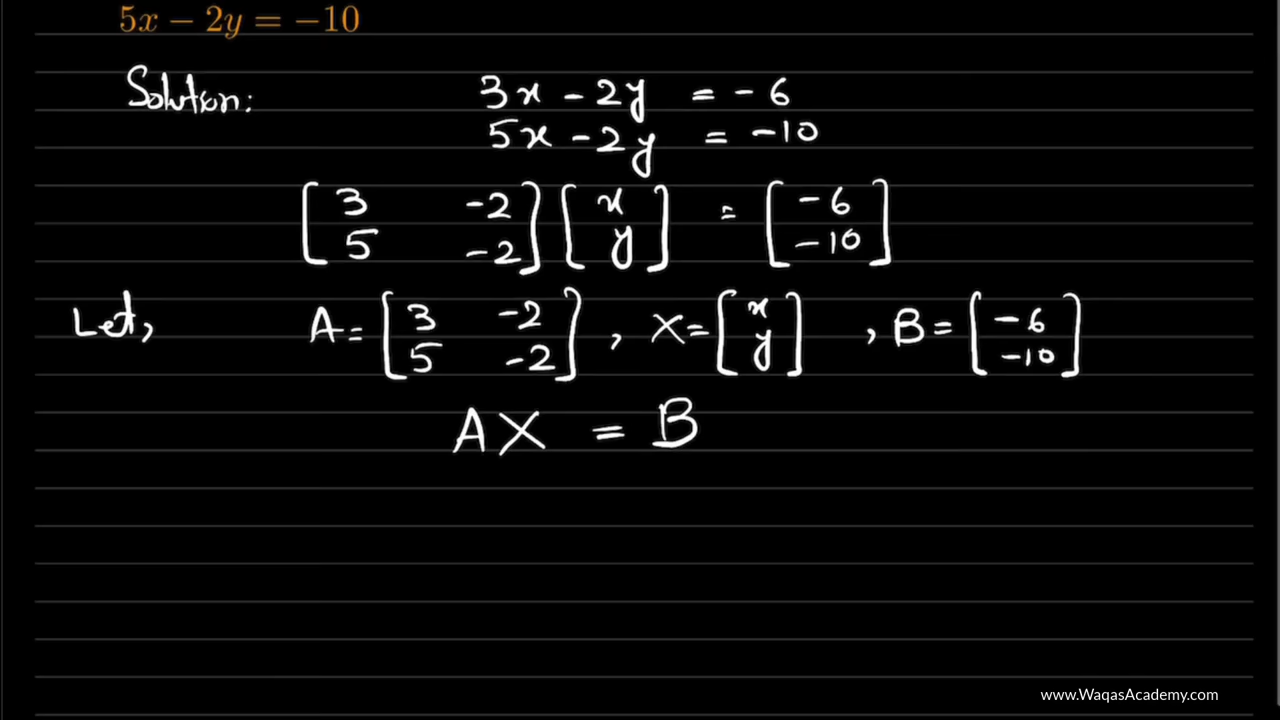 5x − 2y = −10
Solution: 3x - 2y = - 6
5x - 2y = -10
[ 3 -2 ] [ x ] = [ -6 ]
[ 5 -2 ] [ y ] [ -10 ]
Let, A = [ 3 -2 ] , X = [ x ] , B = [ -6 ]
[ 5 -2 ] [ y ] [ -10 ]
AX = B
www.WaqasAcademy.com